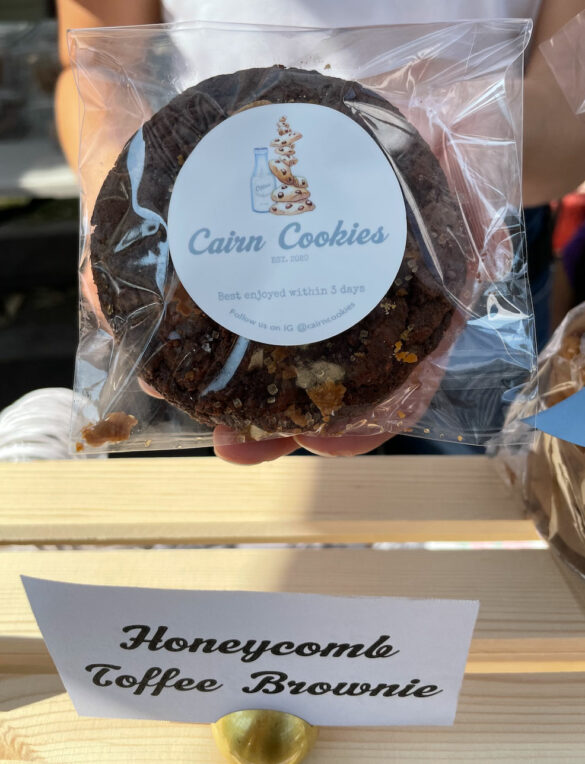 Cairn Cookies
EST. 2020
Best enjoyed within 3 days
Follow us on IG @cairncookies
Honeycomb
Toffee Brownie